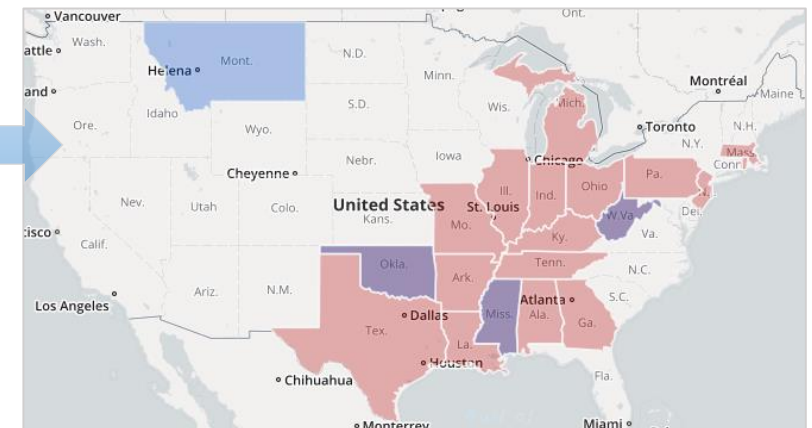 Vancouver
Ont.
Wash.
attle
N.D.
Mont.
Helena
Minn.
Montréal
and
Maine
S.D.
Wis.
Mich.
Idaho
Ore.
Toronto
N.H.
Wyo.
N.Y.
Mass
Iowa
Chicago
Conn
Nebr.
Cheyenne
Pa.
Ohio
Ill.
Ind.
Nev.
Utah
Colo.
United States
St. Louis
Kans.
W.Va.
Del.
Mo.
Va.
isco
Ky.
Calif.
Okla.
Tenn.
N.C.
Ark.
Ariz.
N.M.
Los Angeles
Atlanta
S.C.
Dallas
Miss.
Ala.
Ga.
Tex.
La.
Houston
Chihuahua
Fla.
Monterrey
Miami